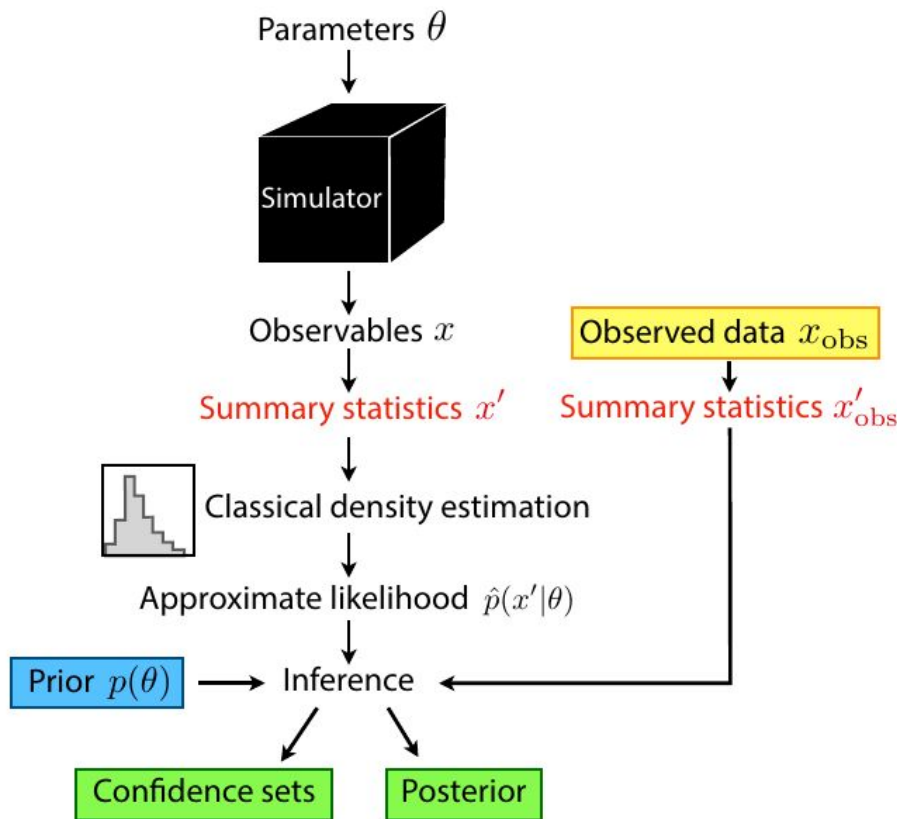 Parameters θ
Simulator
Observables x
Observed data x_obs
Summary statistics x′
Summary statistics x′_obs
Classical density estimation
Approximate likelihood p̂(x′|θ)
Prior p(θ)
Inference
Confidence sets
Posterior